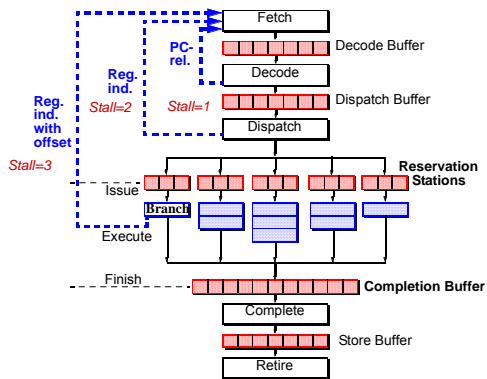 Fetch
Decode Buffer
PC-
rel.
Decode
Reg.
ind.
Reg.
ind.
with
offset
Stall=2
Stall=1
Dispatch Buffer
Dispatch
Stall=3
Reservation
Stations
Issue
Branch
Execute
Finish
Completion Buffer
Complete
Store Buffer
Retire